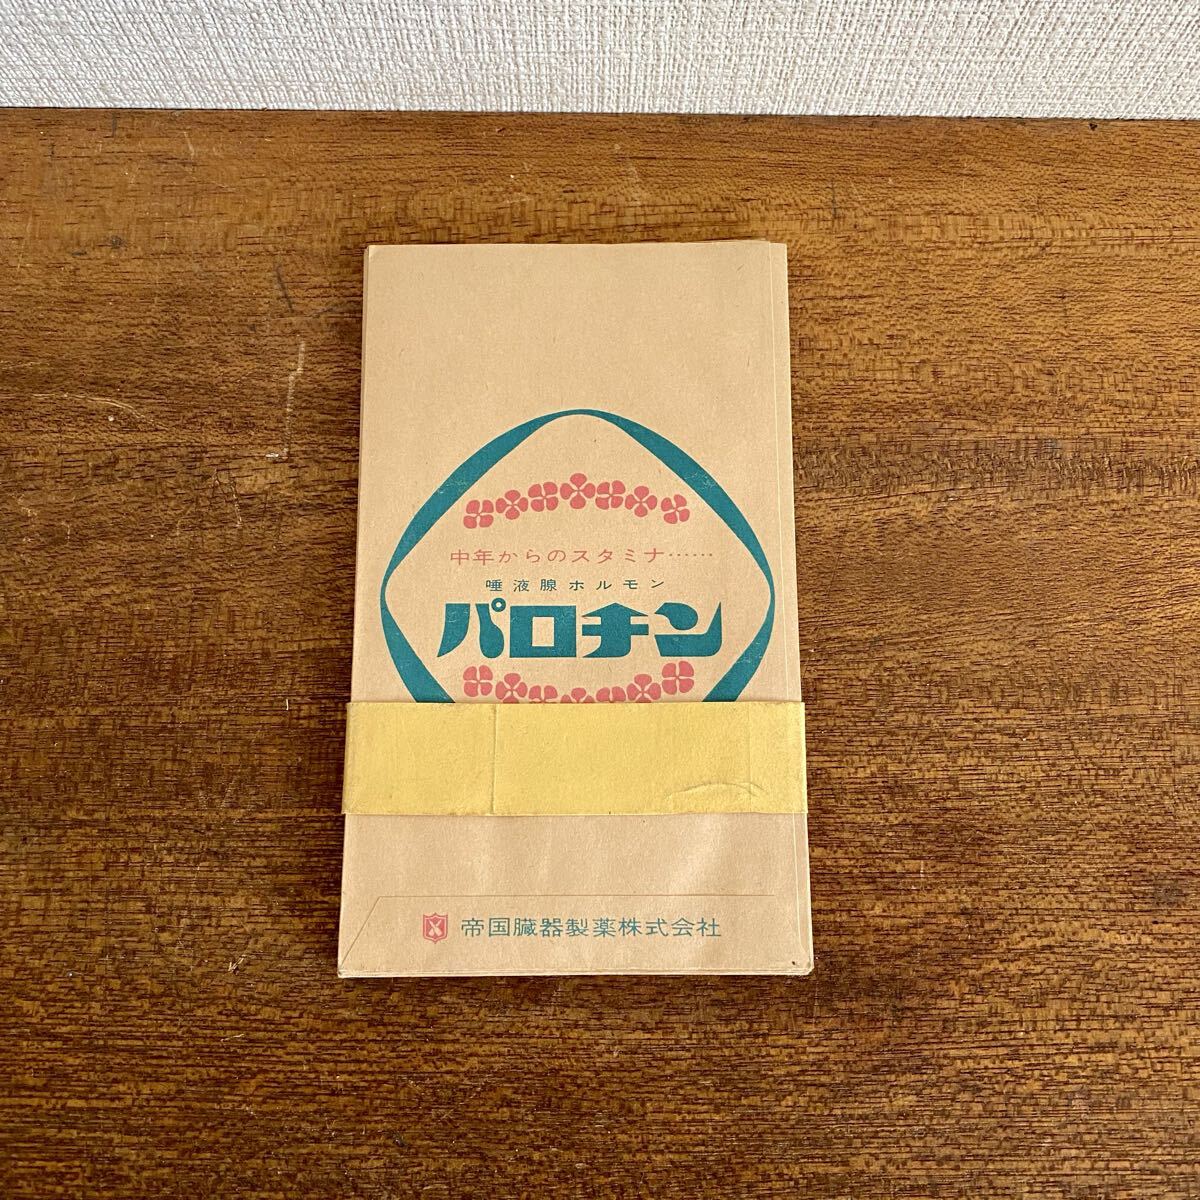 中年からのスタミナ……
唾液腺ホルモン
パロチン
帝国臓器製薬株式会社